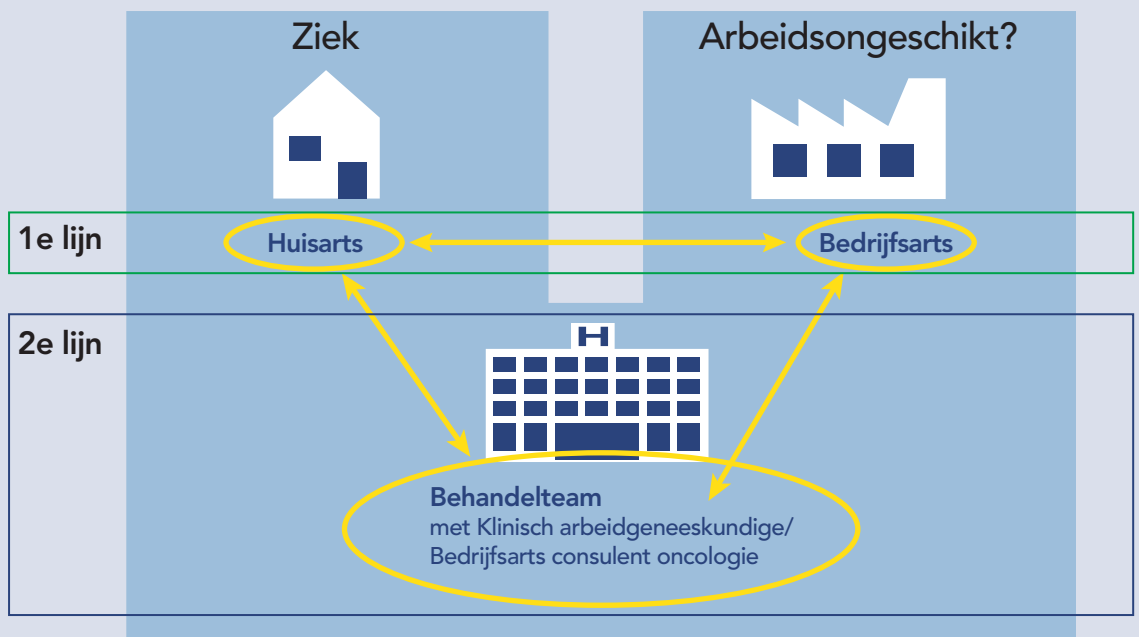 Ziek
Arbeidsongeschikt?
1e lijn
Huisarts
Bedrijfsarts
2e lijn
H
Behandelteam
met Klinisch arbeidgeneeskundige/
Bedrijfsarts consulent oncologie